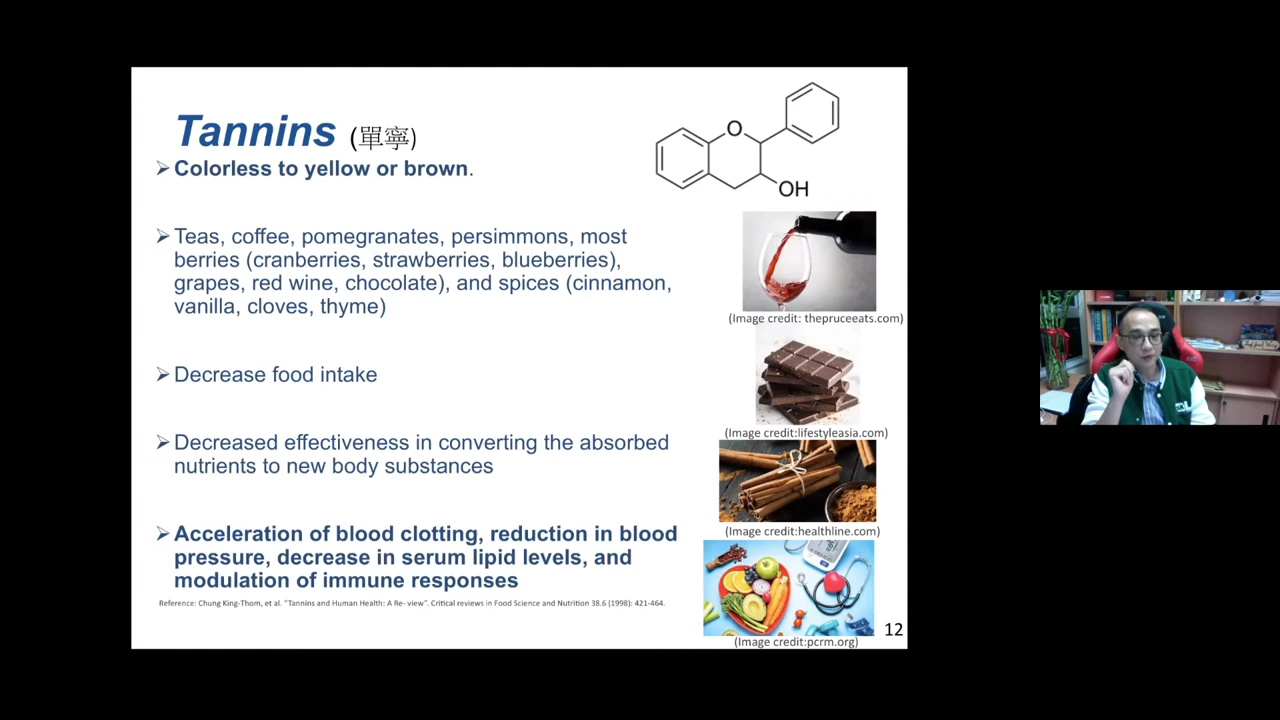 Tannins (單寧)
➢Colorless to yellow or brown.
➢Teas, coffee, pomegranates, persimmons, most
berries (cranberries, strawberries, blueberries),
grapes, red wine, chocolate), and spices (cinnamon,
vanilla, cloves, thyme)
➢Decrease food intake
➢Decreased effectiveness in converting the absorbed
nutrients to new body substances
➢Acceleration of blood clotting, reduction in blood
pressure, decrease in serum lipid levels, and
modulation of immune responses
Reference: Chung King-Thom, et al. "Tannins and Human Health: A Re- view". Critical reviews in Food Science and Nutrition 38.6 (1998): 421-464.
O
OH
(Image credit: thepruceeats.com)
(Image credit:lifestyleasia.com)
(Image credit:healthline.com)
(Image credit:pcrm.org)
12